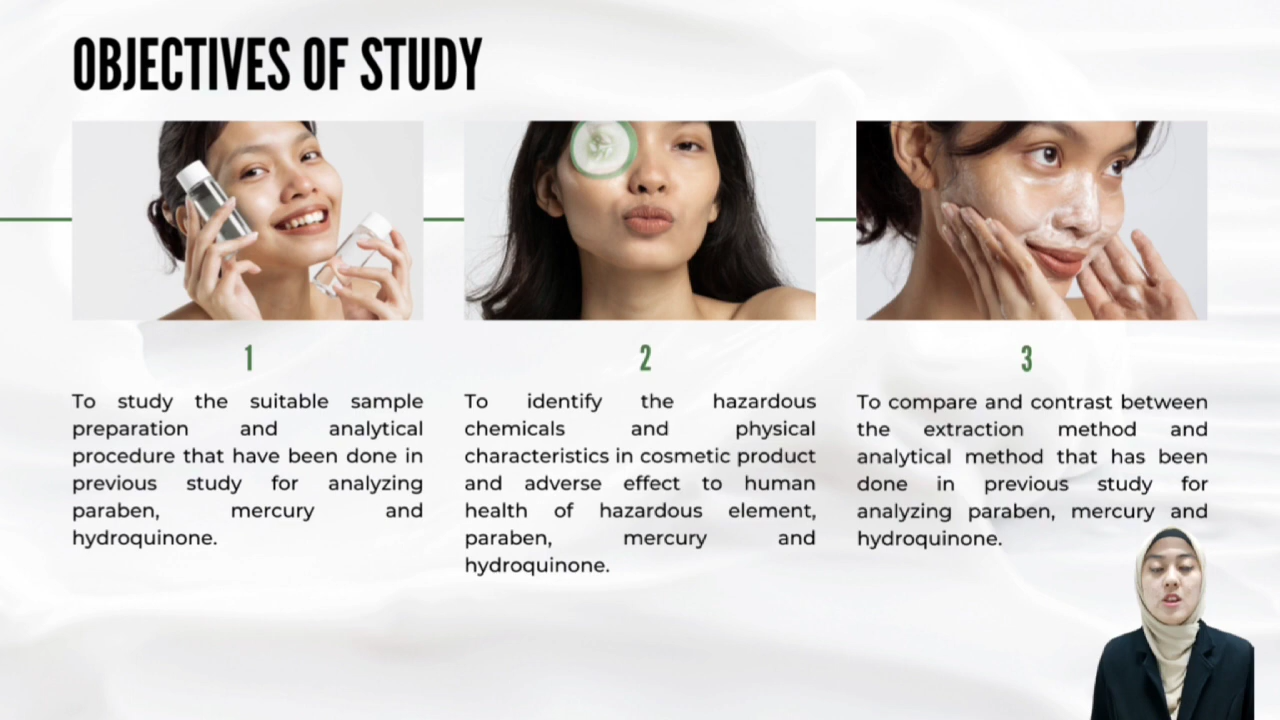 OBJECTIVES OF STUDY
1
To study the suitable sample
preparation and analytical
procedure that have been done in
previous study for analyzing
paraben, mercury and
hydroquinone.
2
To identify the hazardous
chemicals and physical
characteristics in cosmetic product
and adverse effect to human
health of hazardous element,
paraben, mercury and
hydroquinone.
3
To compare and contrast between
the extraction method and
analytical method that has been
done in previous study for
analyzing paraben, mercury and
hydroquinone.